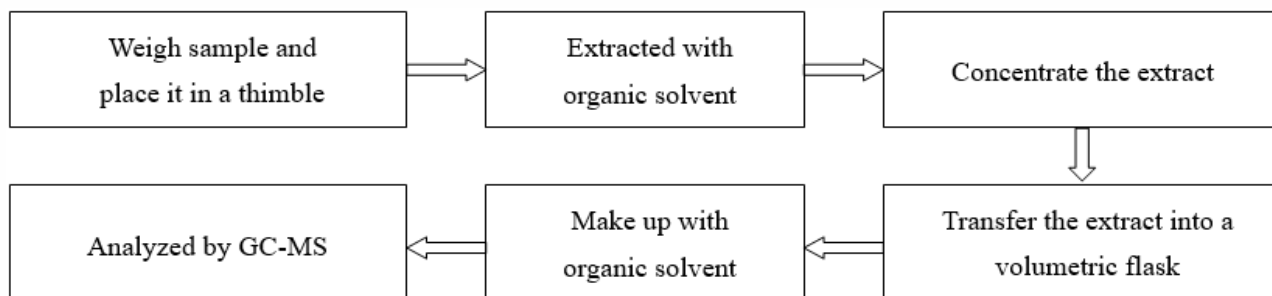 Weigh sample and
place it in a thimble
Extracted with
organic solvent
Concentrate the extract
Transfer the extract into a
volumetric flask
Make up with
organic solvent
Analyzed by GC-MS